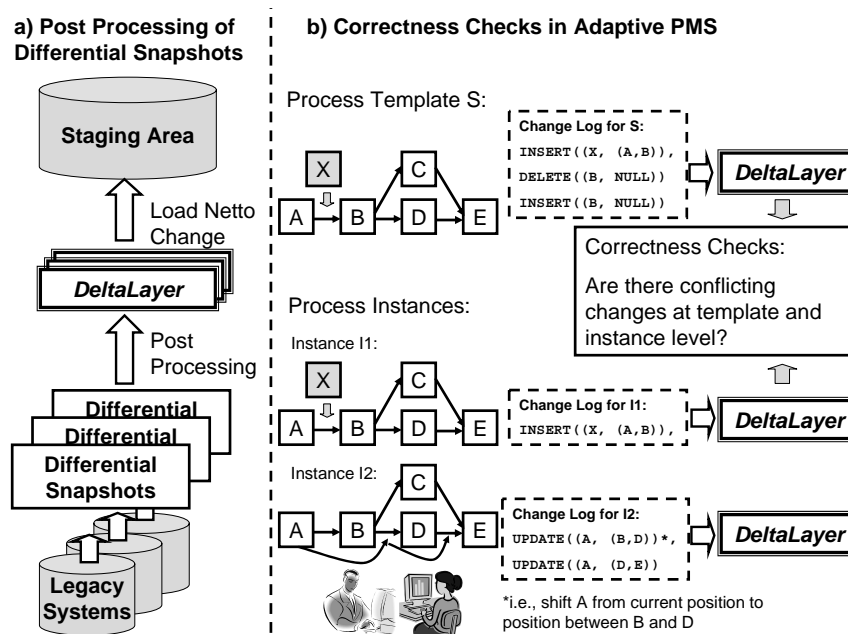 a) Post Processing of
Differential Snapshots
Staging Area
Load Netto
Change
DeltaLayer
Post
Processing
Differential
Differential
Differential
Snapshots
Legacy
Systems
b) Correctness Checks in Adaptive PMS
Process Template S:
X
C
A
B
D
E
Change Log for S:
INSERT((X, (A,B)),
DELETE((B, NULL))
INSERT((B, NULL))
DeltaLayer
Correctness Checks:
Are there conflicting
changes at template and
instance level?
Process Instances:
Instance I1:
X
C
A
B
D
E
Change Log for I1:
INSERT((X, (A,B)),
DeltaLayer
Instance I2:
C
A
B
D
E
Change Log for I2:
UPDATE((A, (B,D))*,
UPDATE((A, (D,E))
DeltaLayer
*i.e., shift A from current position to
position between B and D